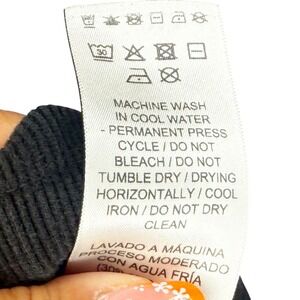 30
MACHINE WASH
IN COOL WATER
- PERMANENT PRESS
CYCLE / DO NOT
BLEACH / DO NOT
TUMBLE DRY / DRYING
HORIZONTALLY / COOL
IRON / DO NOT DRY
CLEAN
LAVADO A MÁQUINA
PROCESO MODERADO
CON AGUA FRÍA